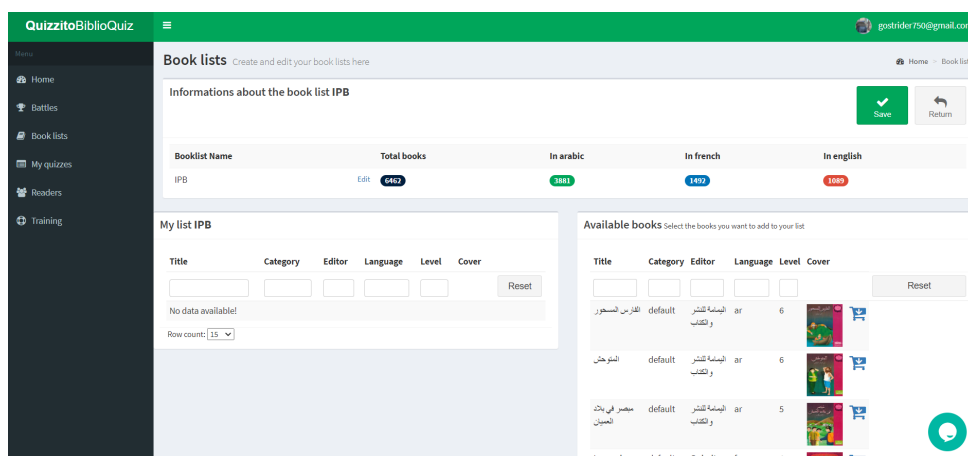 QuizzitoBiblioQuiz
gostrider750@gmail.com
Menu
Home
Battles
Book lists
My quizzes
Readers
Training
Book lists Create and edit your book lists here
Home > Book list
Informations about the book list IPB
Save
Return
Booklist Name Total books In arabic In french In english
IPB Edit 6462 3881 1492 1089
My list IPB
Title Category Editor Language Level Cover
Reset
No data available!
Row count: 15
Available books Select the books you want to add to your list
Title Category Editor Language Level Cover
Reset
الفارس المسحور default اليمامة للنشر والكتاب ar 6
المتوحش default اليمامة للنشر والكتاب ar 6
مبصر في بلاد العميان default اليمامة للنشر والكتاب ar 5